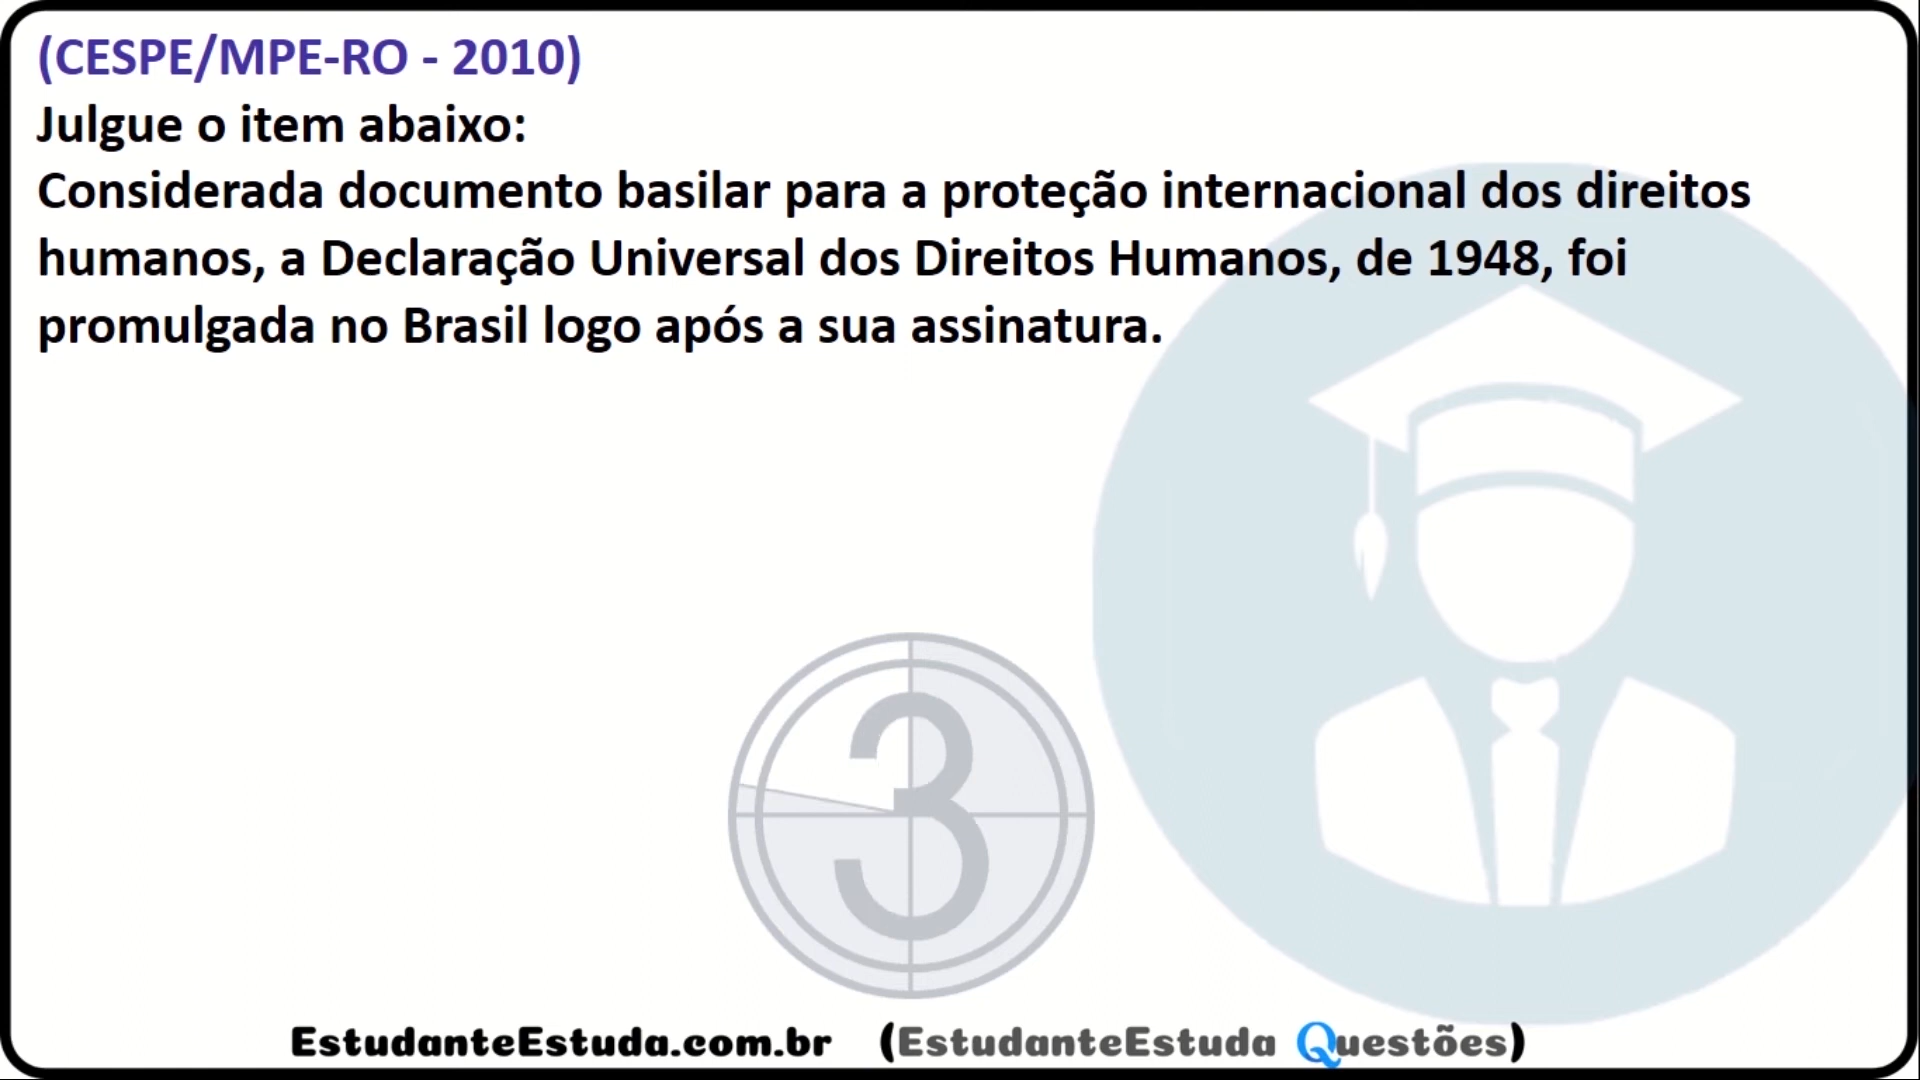 (CESPE/MPE-RO - 2010)
Julgue o item abaixo:
Considerada documento basilar para a proteção internacional dos direitos
humanos, a Declaração Universal dos Direitos Humanos, de 1948, foi
promulgada no Brasil logo após a sua assinatura.
3
EstudanteEstuda.com.br (EstudanteEstuda Questões)